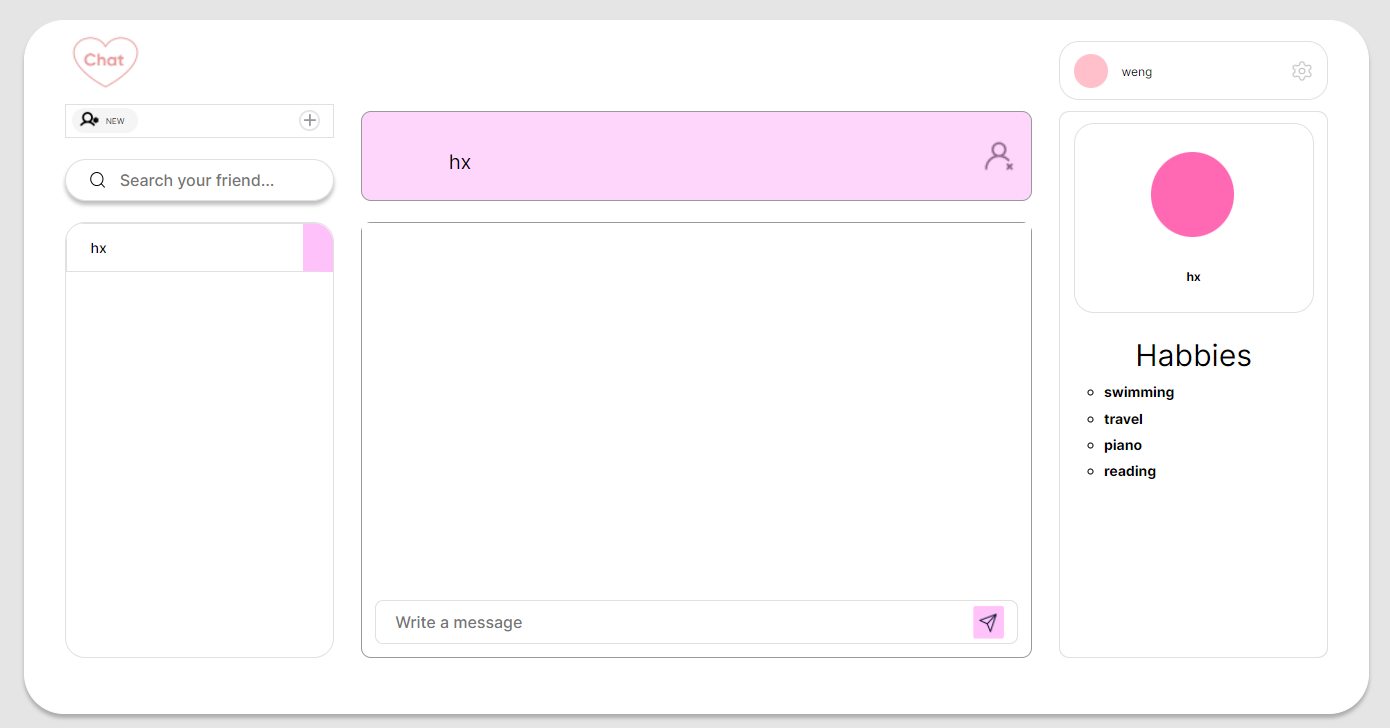 Chat
weng
NEW
hx
Search your friend...
hx
hx
Habbies
swimming
travel
piano
reading
Write a message